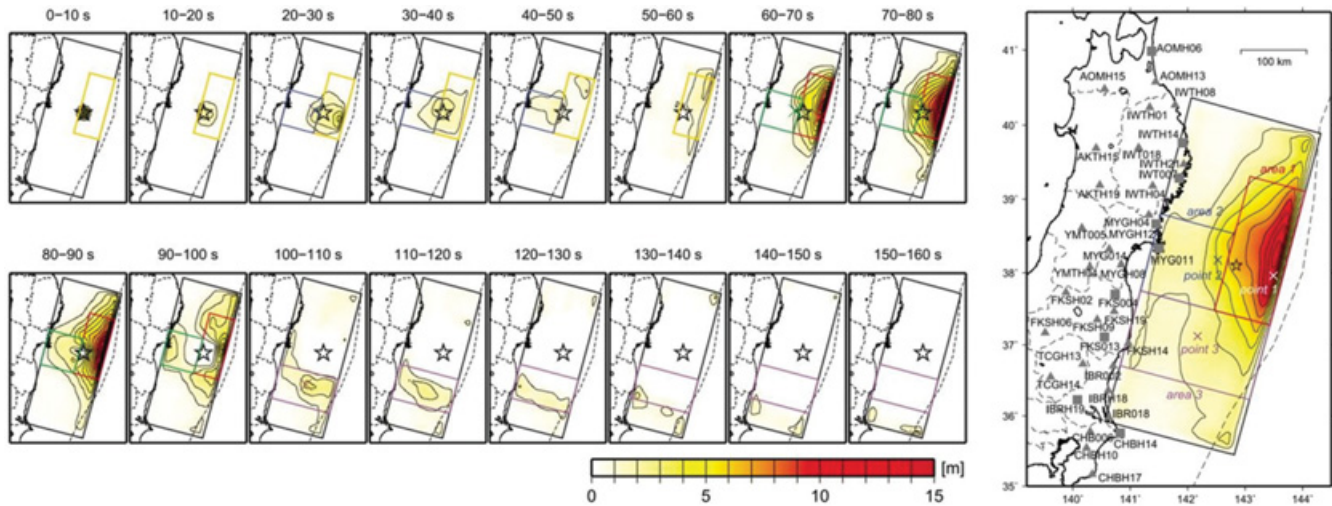 0−10 s 10−20 s 20−30 s 30−40 s 40−50 s 50−60 s 60−70 s 70−80 s
80−90 s 90−100 s 100−110 s 110−120 s 120−130 s 130−140 s 140−150 s 150−160 s
[m]
0 5 10 15
41˚
40˚
39˚
38˚
37˚
36˚
35˚
140˚ 141˚ 142˚ 143˚ 144˚
100 km
AOMH06
AOMH15 AOMH13
IWTH08
IWTH01
IWTH14
AKTH15 IWT018
IWTH21
IWT007
AKTH19 IWTH04
area 1
area 2
MYGH04
YMT005 MYGH12
MYG014 MYG011
YMTH04 MYGH08
point 2
point 1
FKSH02 FKS004
FKSH06 FKSH19
FKSH09
FKS013 FKSH14
point 3
TCGH13
IBR002
TCGH14
area 3
IBRH18
IBRH19 IBR018
CHB005
CHBH14
CHBH10
CHBH17